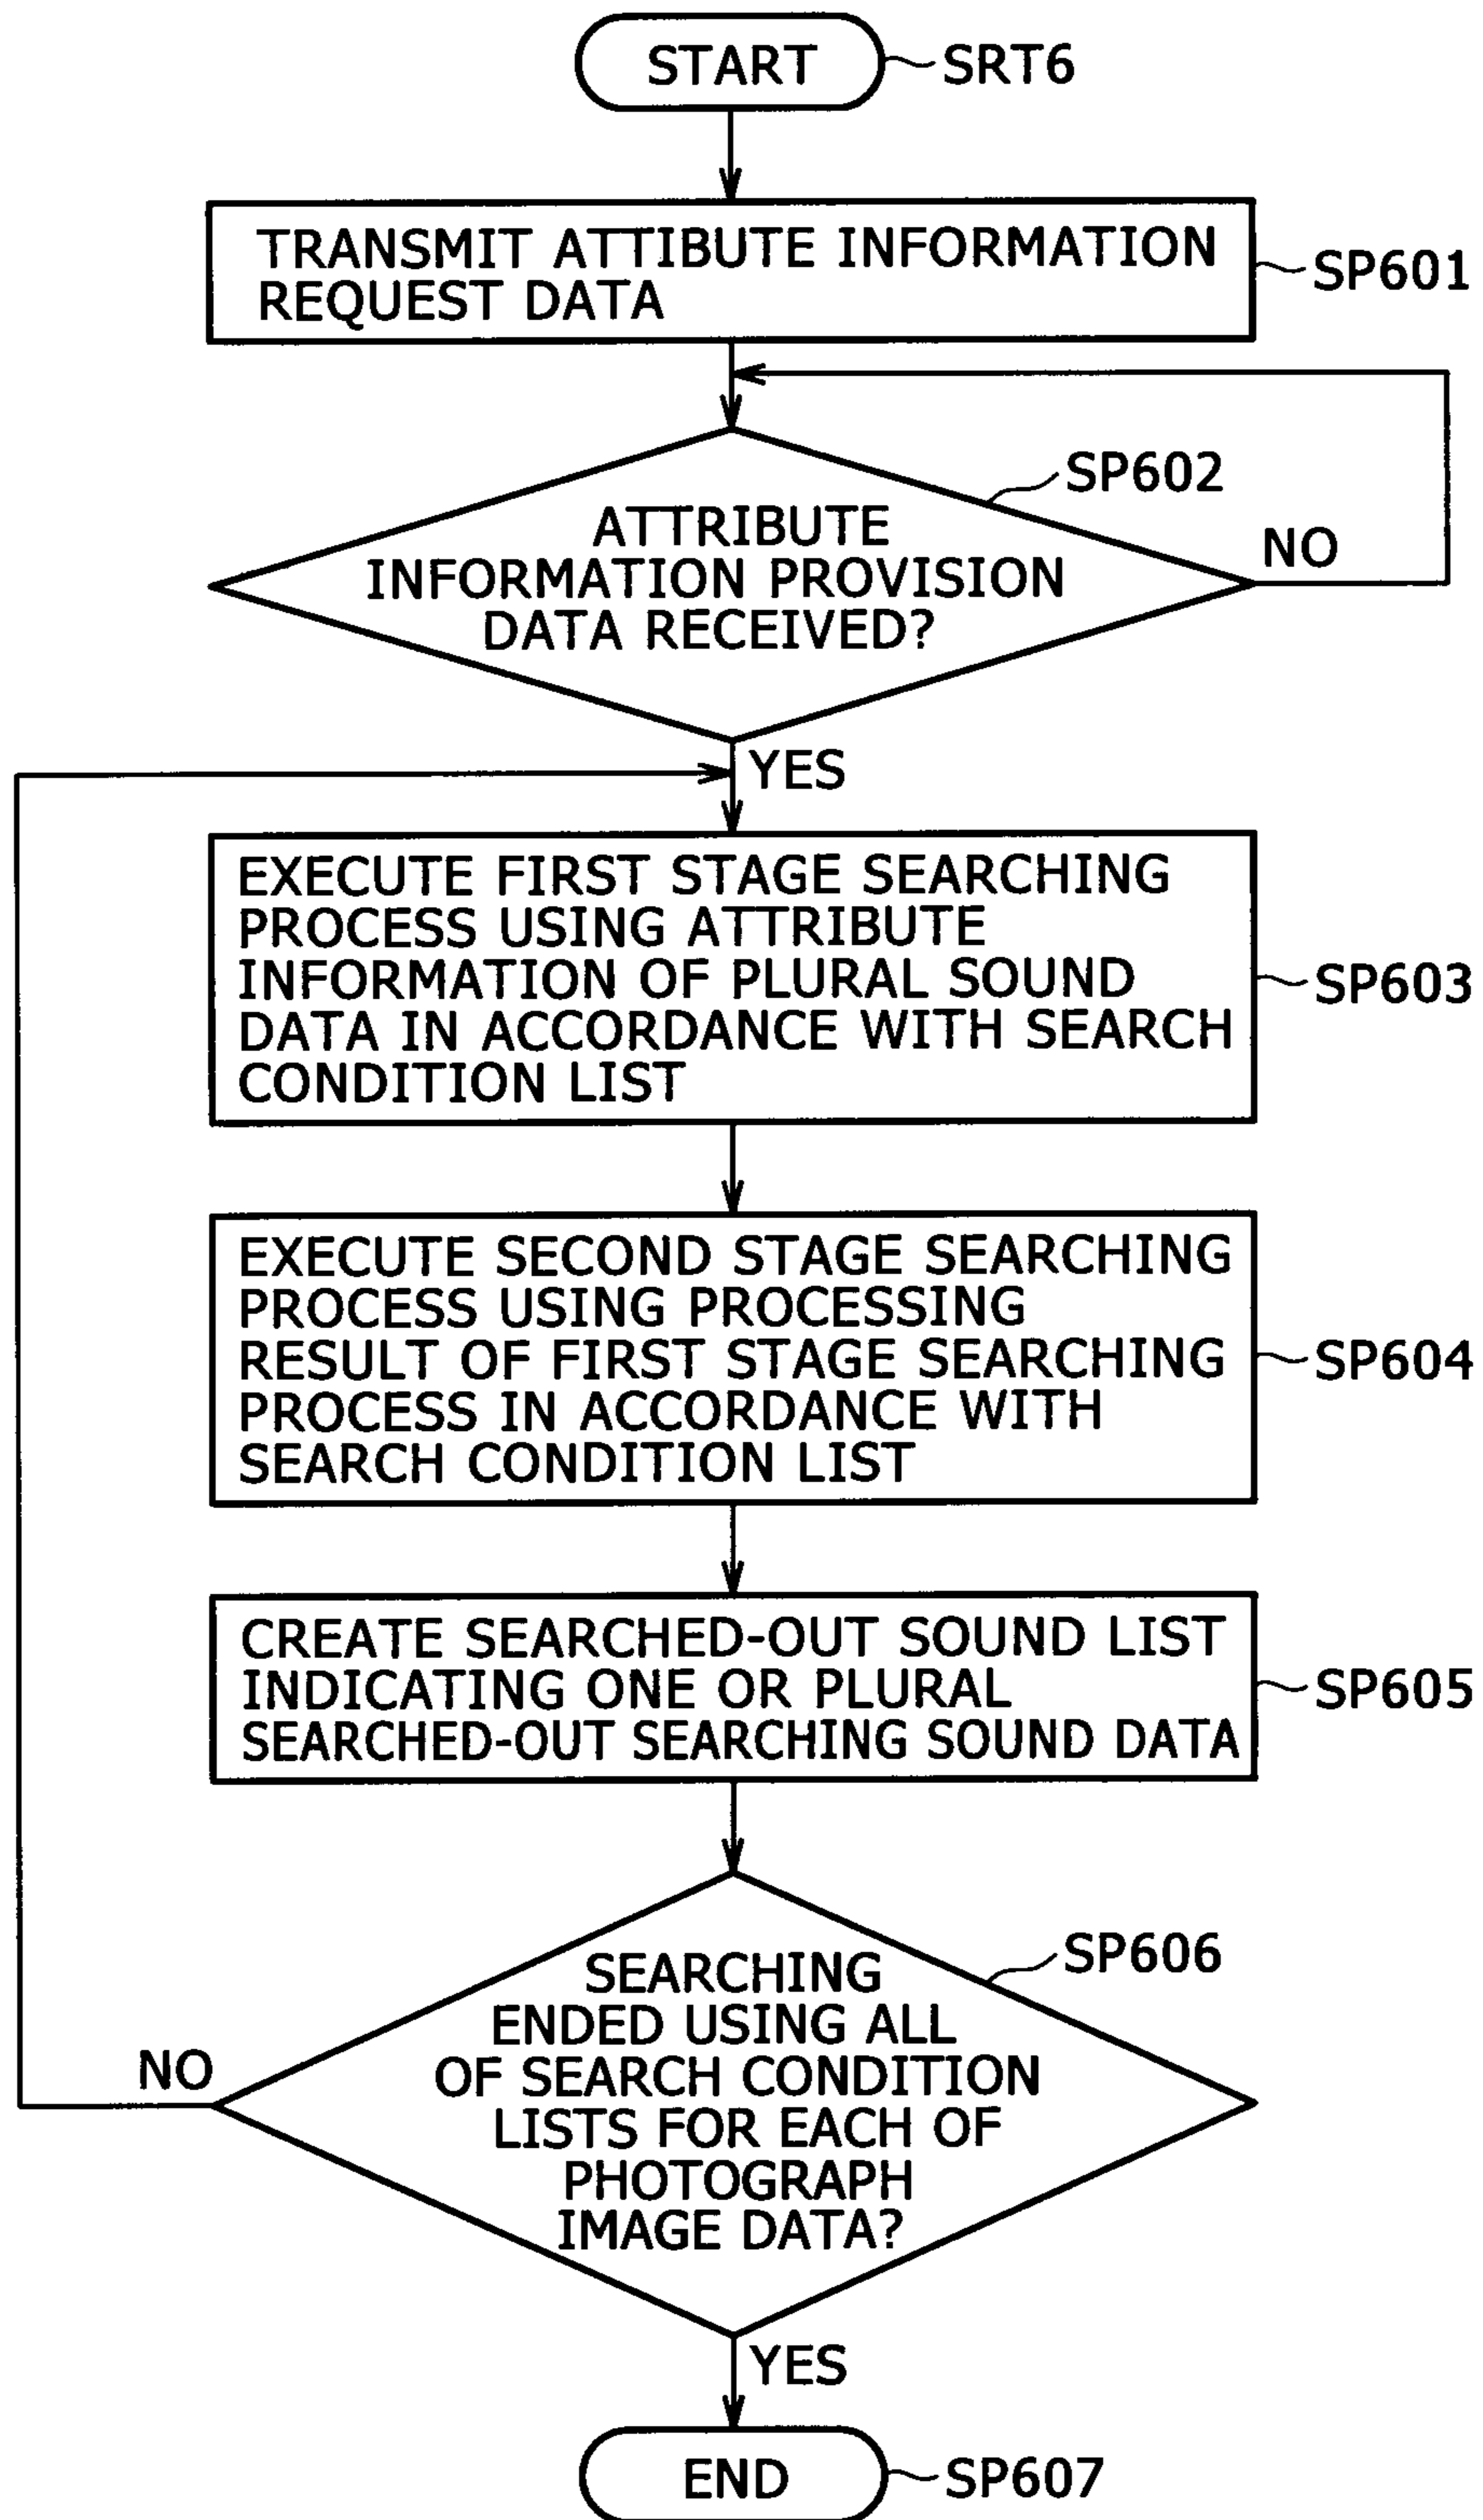 START
SRT6
TRANSMIT ATTIBUTE INFORMATION
REQUEST DATA
SP601
SP602
ATTRIBUTE
INFORMATION PROVISION
DATA RECEIVED?
NO
YES
EXECUTE FIRST STAGE SEARCHING
PROCESS USING ATTRIBUTE
INFORMATION OF PLURAL SOUND
DATA IN ACCORDANCE WITH SEARCH
CONDITION LIST
SP603
EXECUTE SECOND STAGE SEARCHING
PROCESS USING PROCESSING
RESULT OF FIRST STAGE SEARCHING
PROCESS IN ACCORDANCE WITH
SEARCH CONDITION LIST
SP604
CREATE SEARCHED-OUT SOUND LIST
INDICATING ONE OR PLURAL
SEARCHED-OUT SEARCHING SOUND DATA
SP605
SP606
SEARCHING
ENDED USING ALL
OF SEARCH CONDITION
LISTS FOR EACH OF
PHOTOGRAPH
IMAGE DATA?
NO
YES
END
SP607